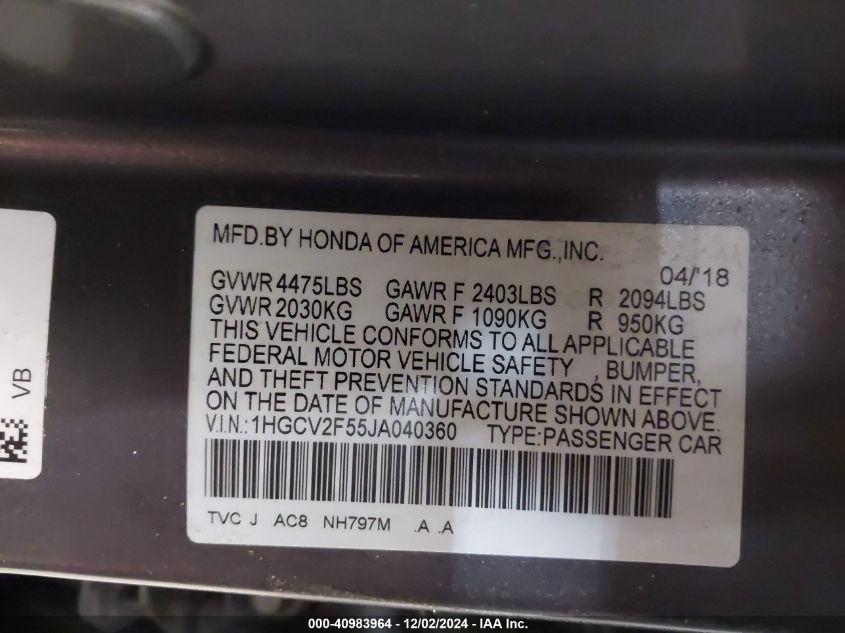 MFD.BY HONDA OF AMERICA MFG.,INC.
04/'18
GVWR 4475LBS GAWR F 2403LBS R 2094LBS
GVWR 2030KG GAWR F 1090KG R 950KG
THIS VEHICLE CONFORMS TO ALL APPLICABLE
FEDERAL MOTOR VEHICLE SAFETY , BUMPER,
AND THEFT PREVENTION STANDARDS IN EFFECT
ON THE DATE OF MANUFACTURE SHOWN ABOVE.
V.I.N.:1HGCV2F55JA040360 TYPE:PASSENGER CAR
TVC J AC8 NH797M .A .A
VB
000-40983964 - 12/02/2024 - IAA Inc.